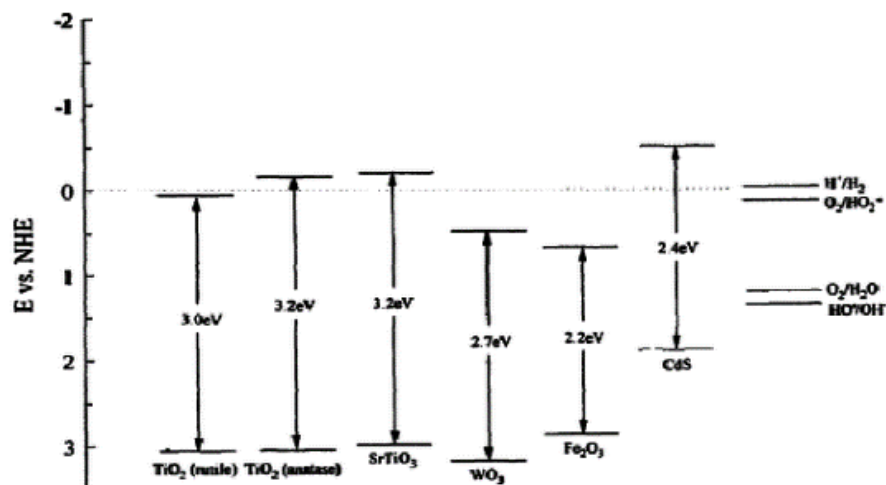 -2
-1
0
1
2
3
E vs. NHE
3.0eV
3.2eV
3.2eV
2.7eV
2.2eV
2.4eV
TiO₂ (rutile)
TiO₂ (anatase)
SrTiO₃
WO₃
Fe₂O₃
CdS
H⁺/H₂
O₂/HO₂•
O₂/H₂O
HO•/OH⁻